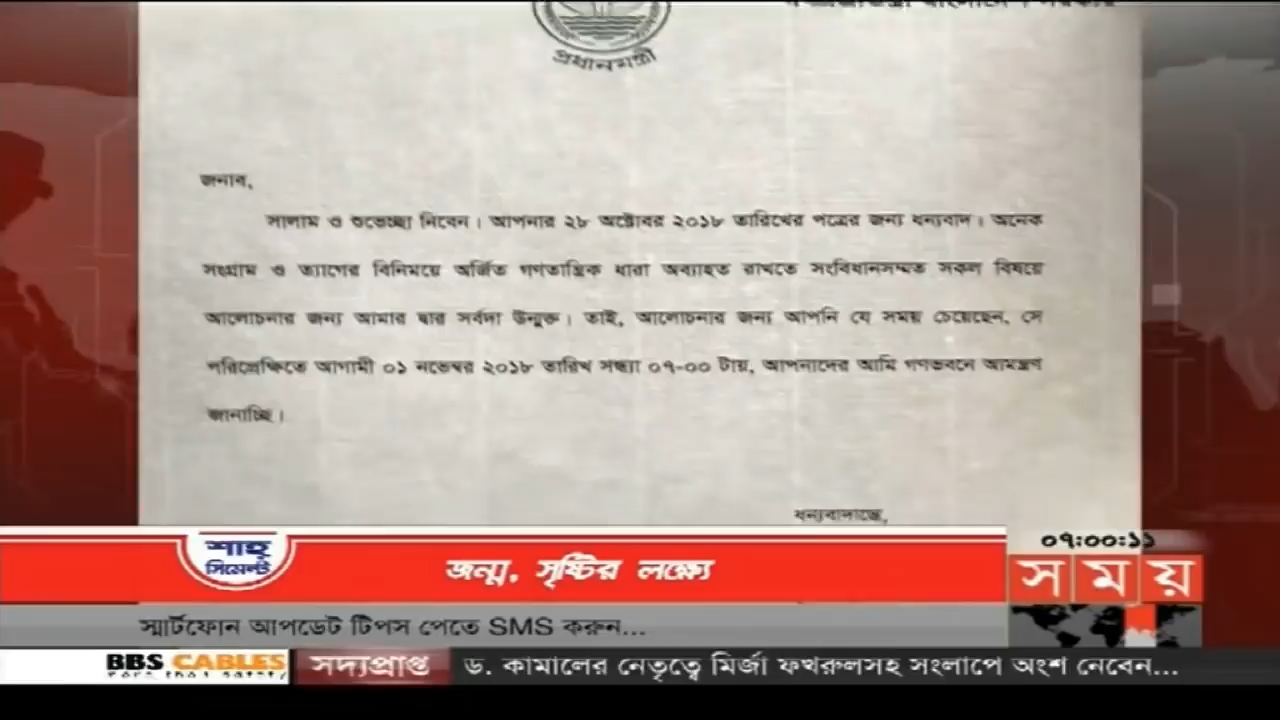 প্রধানমন্ত্রী
জনাব,
সালাম ও শুভেচ্ছা নিবেন। আপনার ২৮ অক্টোবর ২০১৮ তারিখের পত্রের জন্য ধন্যবাদ। অনেক
সংগ্রাম ও ত্যাগের বিনিময়ে অর্জিত গণতান্ত্রিক ধারা অব্যাহত রাখতে সংবিধানসম্মত সকল বিষয়ে
আলোচনার জন্য আমার দ্বার সর্বদা উন্মুক্ত। তাই, আলোচনার জন্য আপনি যে সময় চেয়েছেন, সে
পরিপ্রেক্ষিতে আগামী ০১ নভেম্বর ২০১৮ তারিখ সন্ধ্যা ০৭-০০ টায়, আপনাদের আমি গণভবনে আমন্ত্রণ
জানাচ্ছি।
ধন্যবাদান্তে,
শাহ্ সিমেন্ট
জন্ম, সৃষ্টির লক্ষ্যে
০৭:০০:১১
সময়
স্মার্টফোন আপডেট টিপস পেতে SMS করুন...
BBS CABLES
সদ্যপ্রাপ্ত
ড. কামালের নেতৃত্বে মির্জা ফখরুলসহ সংলাপে অংশ নেবেন...